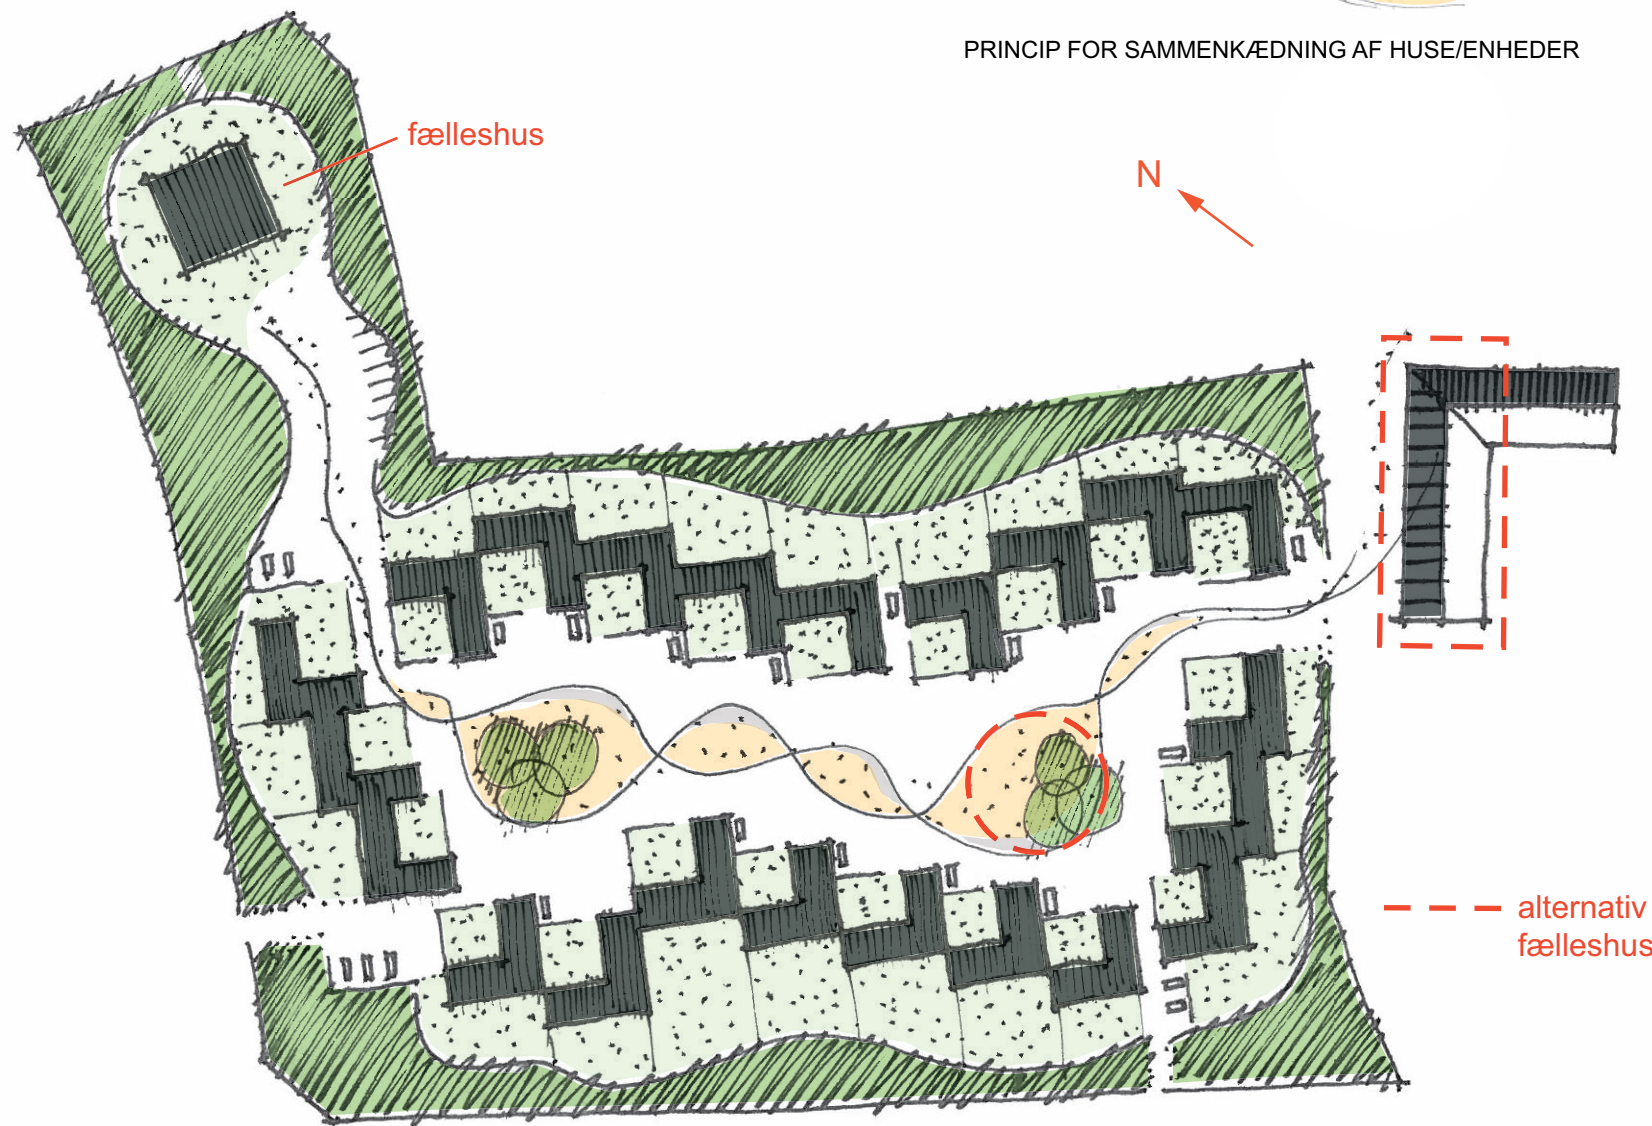 PRINCIP FOR SAMMENKÆDNING AF HUSE/ENHEDER
fælleshus
N
alternativ
fælleshus